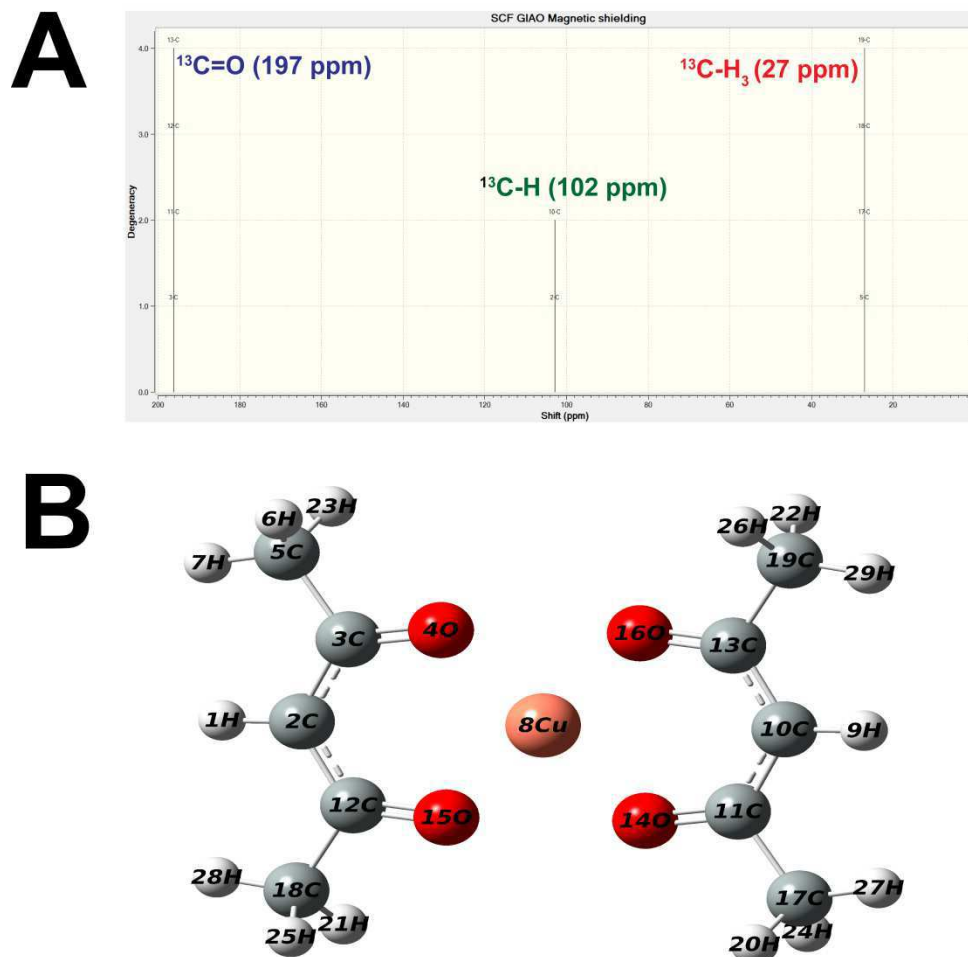 A
SCF GIAO Magnetic shielding
13-C
19-C
4.0
¹³C=O (197 ppm)
¹³C-H₃ (27 ppm)
12-C
18-C
3.0
¹³C-H (102 ppm)
Degeneracy
11-C
10-C
17-C
2.0
3-C
2-C
5-C
1.0
0.0
200 180 160 140 120 100 80 60 40 20
Shift (ppm)
B
23H
6H
5C
7H
22H
26H
19C
29H
3C
4O
16O
13C
1H
2C
8Cu
10C
9H
12C
15O
14O
11C
28H
18C
21H
25H
17C
27H
24H
20H